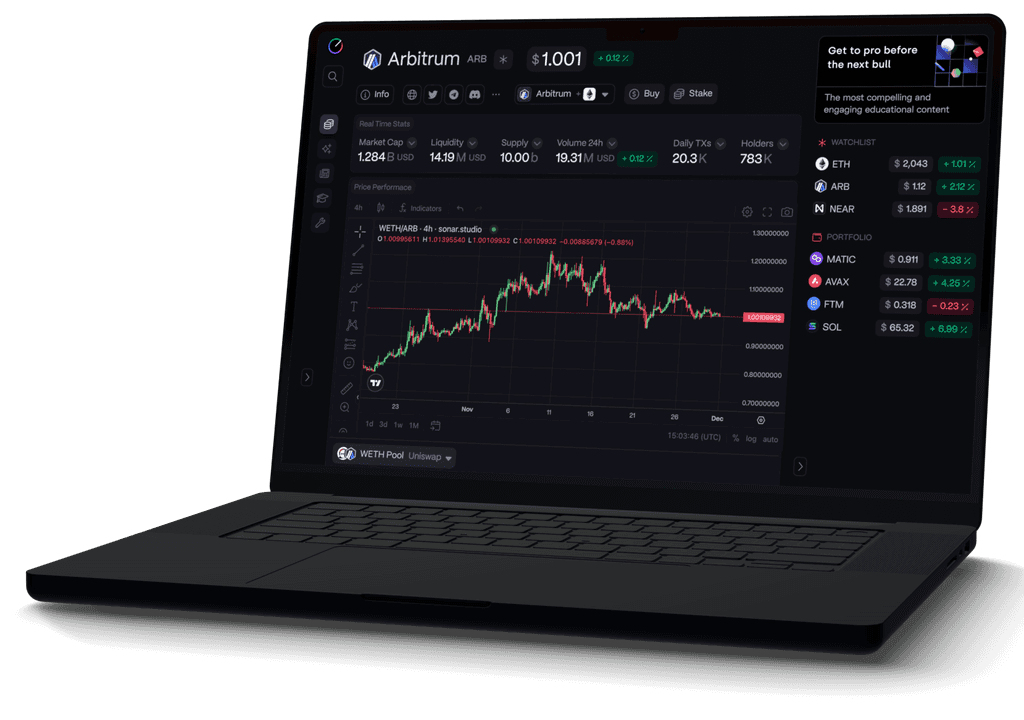 Arbitrum ARB $1.001 + 0.12 %
Info
Arbitrum +
Buy
Stake
Real Time Stats
Market Cap Liquidity Supply Volume 24h Daily TXs Holders
1.284 B USD 14.19 M USD 10.00 b 19.31 M USD + 0.12 % 20.3 K 783 K
Price Performace
4h Indicators
WETH/ARB · 4h · sonar.studio
1.30000000
1.20000000
1.10000000
1.00109932
0.90000000
0.80000000
0.70000000
23 Nov 6 11 16 21 26 Dec
1d 3d 1w 1M
15:03:46 (UTC) % log auto
WETH Pool Uniswap
Get to pro before
the next bull
The most compelling and
engaging educational content
WATCHLIST
ETH $ 2,043 + 1.01 %
ARB $ 1.12 + 2.12 %
NEAR $ 1.891 − 3.8 %
PORTFOLIO
MATIC $ 0.911 + 3.33 %
AVAX $ 22.78 + 4.25 %
FTM $ 0.318 − 0.23 %
SOL $ 65.32 + 6.99 %